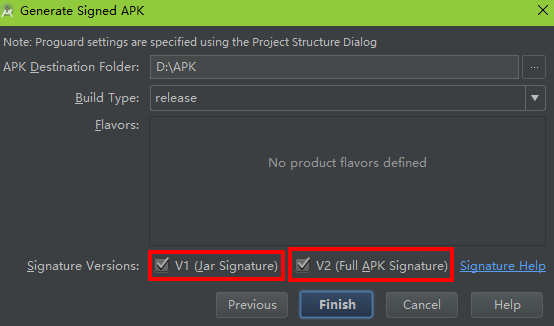 Generate Signed APK
Note: Proguard settings are specified using the Project Structure Dialog
APK Destination Folder: D:\APK ...
Build Type: release
Flavors:
No product flavors defined
Signature Versions: V1 (Jar Signature) V2 (Full APK Signature) Signature Help
Previous Finish Cancel Help